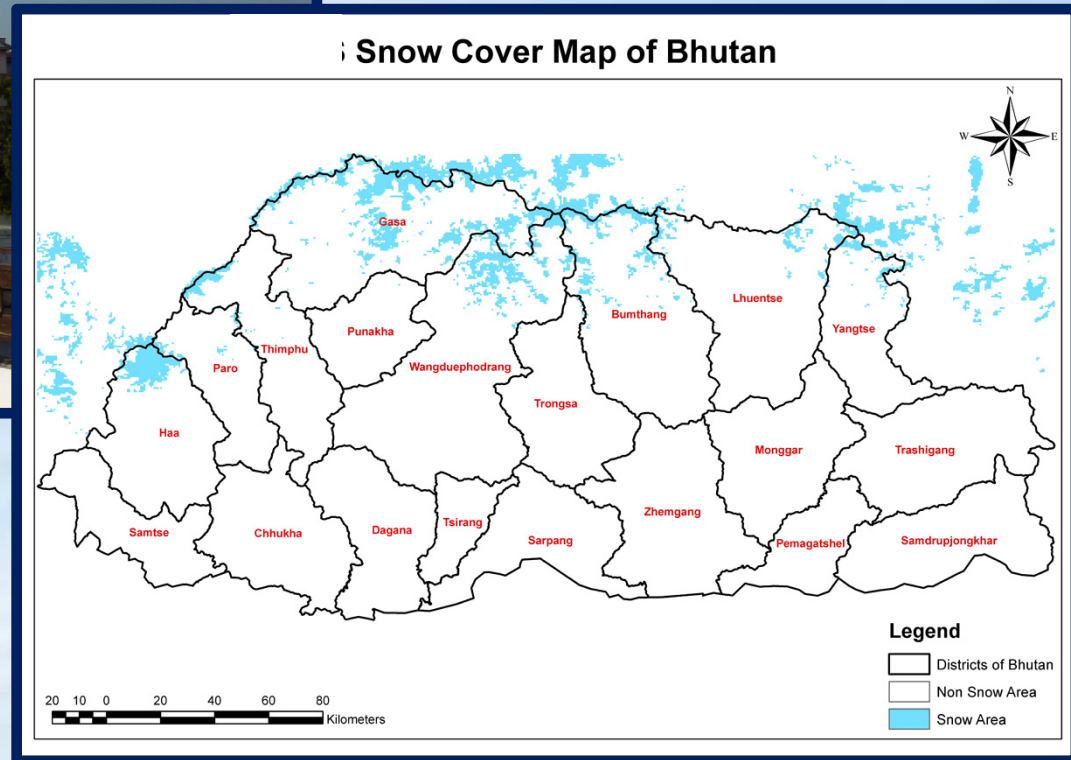 Snow Cover Map of Bhutan
N
W E
S
Gasa
Lhuentse
Bumthang
Punakha
Yangtse
Thimphu
Paro
Wangduephodrang
Trongsa
Haa
Monggar
Trashigang
Zhemgang
Tsirang
Samtse
Chhukha
Dagana
Sarpang
Pemagatshel
Samdrupjongkhar
Legend
Districts of Bhutan
Non Snow Area
Snow Area
20 10 0 20 40 60 80
Kilometers